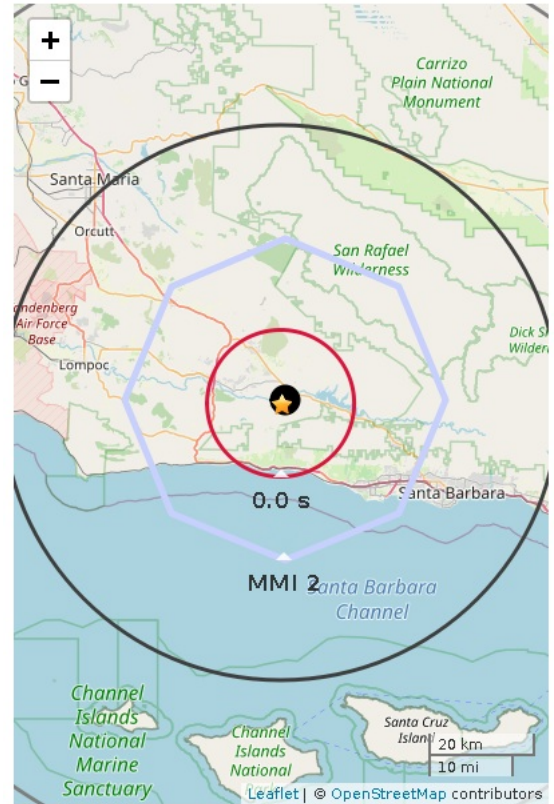 +
−
Carrizo
Plain National
Monument
G
Santa Maria
Orcutt
San Rafael
Wilderness
andenberg
Air Force
Base
Dick S
Wilder
Lompoc
0.0 s
Santa Barbara
MMI 2
Santa Barbara
Channel
Channel
Islands
National
Marine
Sanctuary
Channel
Islands
National
Santa Cruz
Island
20 km
10 mi
Leaflet | © OpenStreetMap contributors